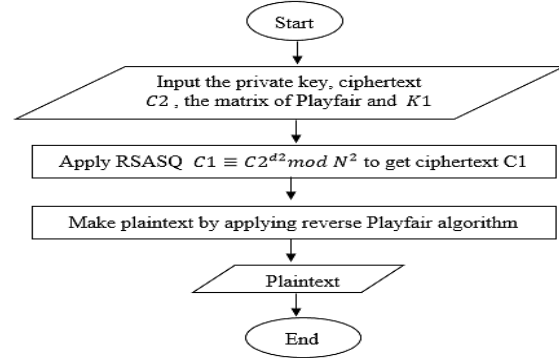 Start
Input the private key, ciphertext
C2 , the matrix of Playfair and K1
Apply RSASQ C1 ≡ C2^{d2} mod N^2 to get ciphertext C1
Make plaintext by applying reverse Playfair algorithm
Plaintext
End